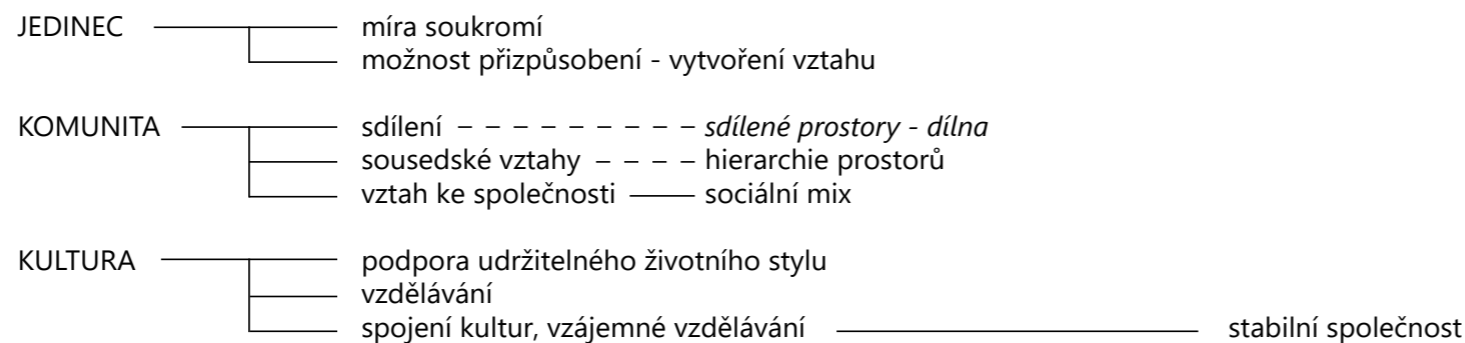 JEDINEC míra soukromí
možnost přizpůsobení - vytvoření vztahu
KOMUNITA sdílení sdílené prostory - dílna
sousedské vztahy hierarchie prostorů
vztah ke společnosti sociální mix
KULTURA podpora udržitelného životního stylu
vzdělávání
spojení kultur, vzájemné vzdělávání stabilní společnost